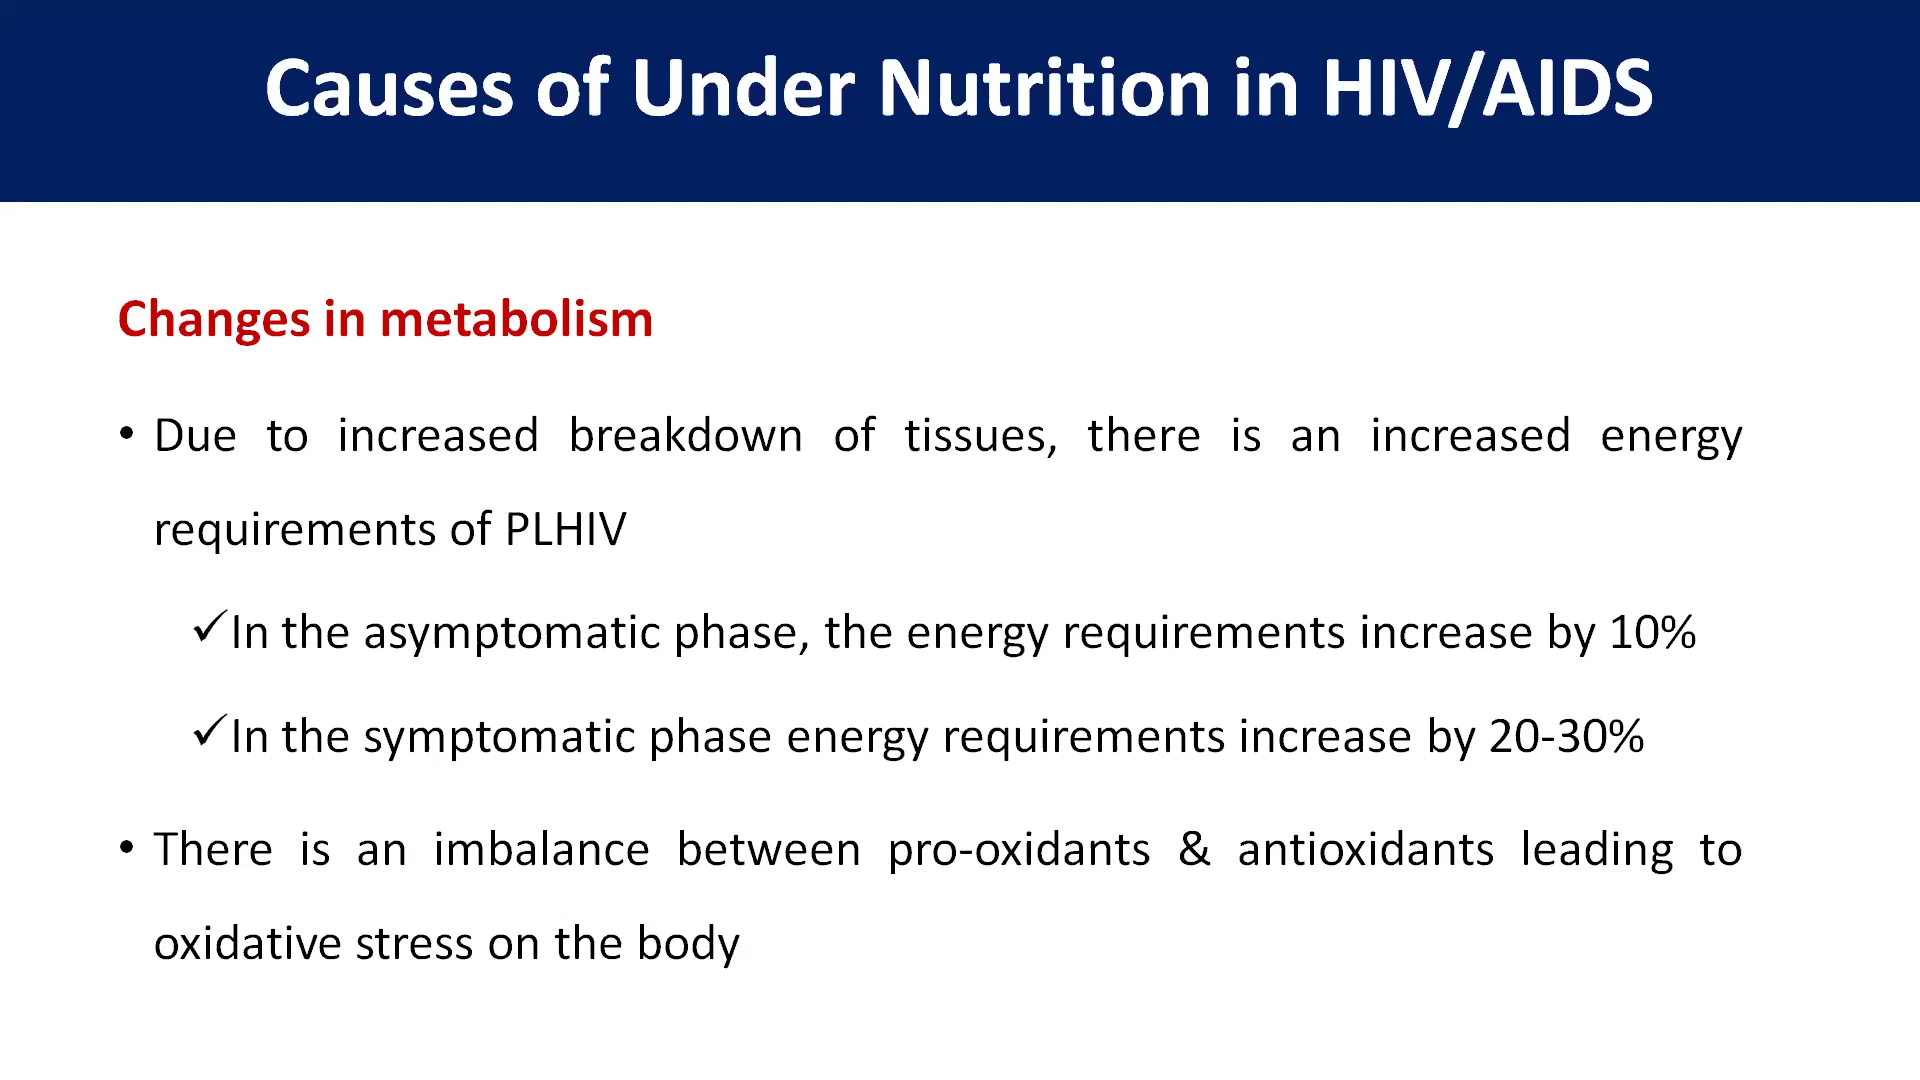 Causes of Under Nutrition in HIV/AIDS
Changes in metabolism
• Due to increased breakdown of tissues, there is an increased energy
requirements of PLHIV
✓In the asymptomatic phase, the energy requirements increase by 10%
✓In the symptomatic phase energy requirements increase by 20-30%
• There is an imbalance between pro-oxidants & antioxidants leading to
oxidative stress on the body